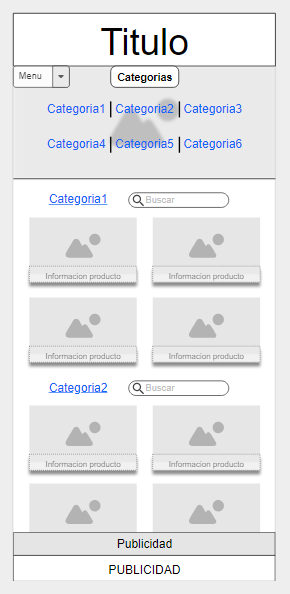 Titulo
Menu
Categorias
Categoria1 | Categoria2 | Categoria3
Categoria4 | Categoria5 | Categoria6
Categoria1 Buscar
Informacion producto Informacion producto
Informacion producto Informacion producto
Categoria2 Buscar
Informacion producto Informacion producto
Publicidad
PUBLICIDAD